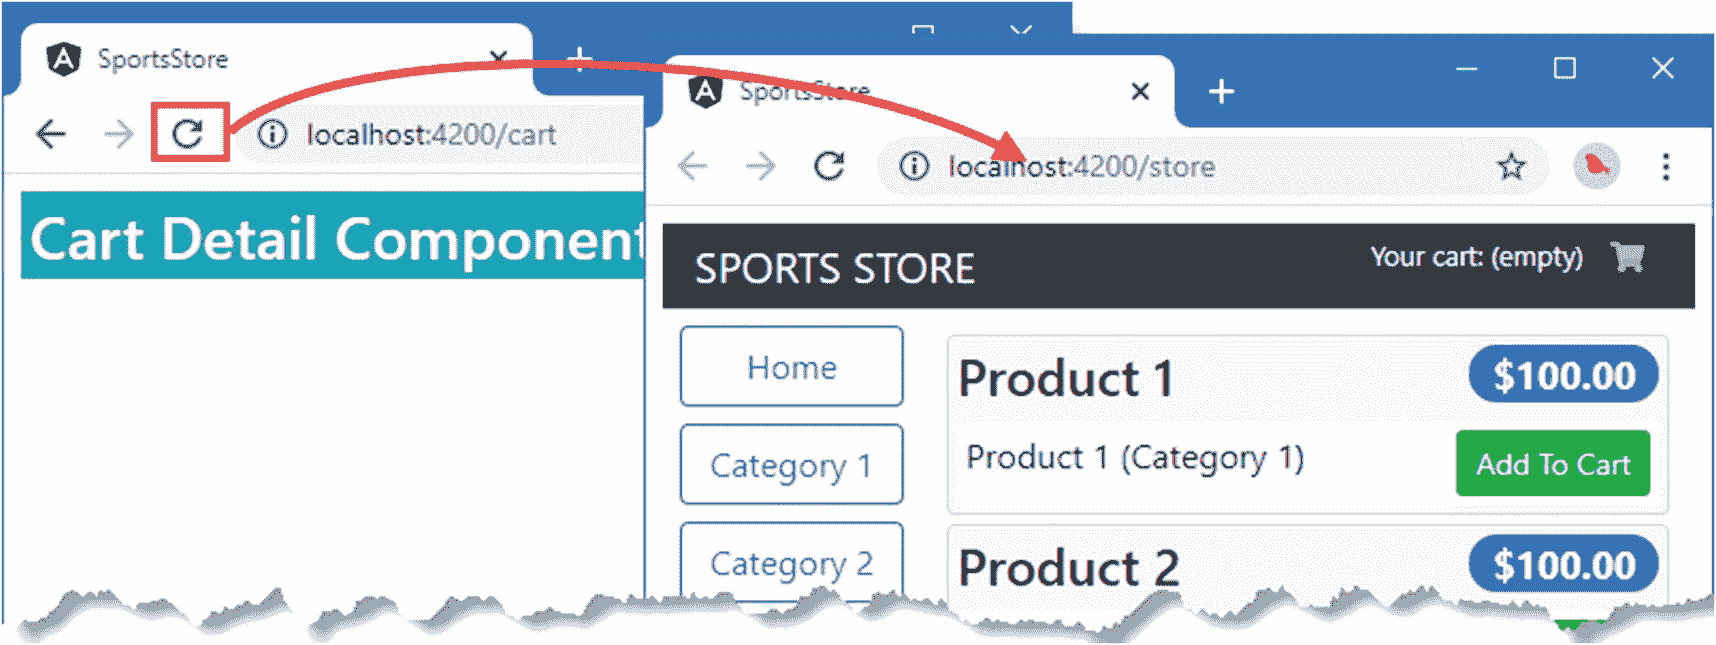 SportsStore
localhost:4200/cart
Cart Detail Component
SportsStore
localhost:4200/store
SPORTS STORE
Your cart: (empty)
Home
Category 1
Category 2
Product 1
$100.00
Product 1 (Category 1)
Add To Cart
Product 2
$100.00